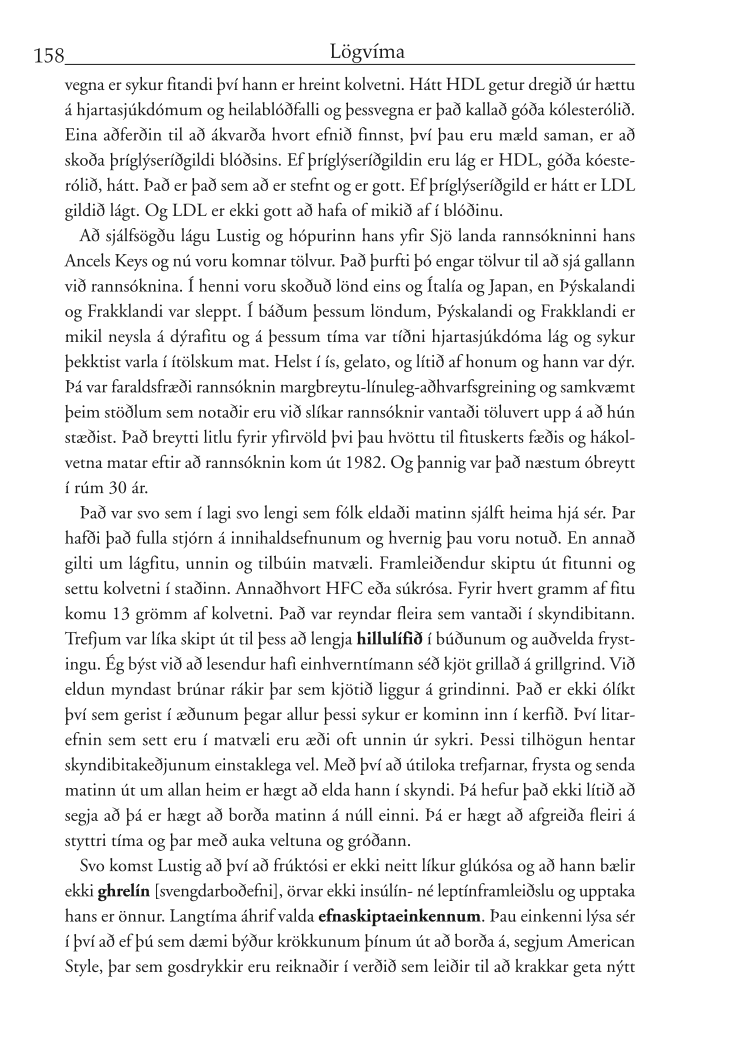 158
Lögvíma
vegna er sykur fitandi því hann er hreint kolvetni. Hátt HDL getur dregið úr hættu
á hjartasjúkdómum og heilablóðfalli og þessvegna er það kallað góða kólesterólið.
Eina aðferðin til að ákvarða hvort efnið finnst, því þau eru mæld saman, er að
skoða þríglýseríðgildi blóðsins. Ef þríglýseríðgildin eru lág er HDL, góða kóeste-
rólið, hátt. Það er það sem að er stefnt og er gott. Ef þríglýseríðgild er hátt er LDL
gildið lágt. Og LDL er ekki gott að hafa of mikið af í blóðinu.
Að sjálfsögðu lágu Lustig og hópurinn hans yfir Sjö landa rannsókninni hans
Ancels Keys og nú voru komnar tölvur. Það þurfti þó engar tölvur til að sjá gallann
við rannsóknina. Í henni voru skoðuð lönd eins og Ítalía og Japan, en Þýskalandi
og Frakklandi var sleppt. Í báðum þessum löndum, Þýskalandi og Frakklandi er
mikil neysla á dýrafitu og á þessum tíma var tíðni hjartasjúkdóma lág og sykur
þekktist varla í ítölskum mat. Helst í ís, gelato, og lítið af honum og hann var dýr.
Þá var faraldsfræði rannsóknin margbreytu-línuleg-aðhvarfsgreining og samkvæmt
þeim stöðlum sem notaðir eru við slíkar rannsóknir vantaði töluvert upp á að hún
stæðist. Það breytti litlu fyrir yfirvöld þvi þau hvöttu til fituskerts fæðis og hákol-
vetna matar eftir að rannsóknin kom út 1982. Og þannig var það næstum óbreytt
í rúm 30 ár.
Það var svo sem í lagi svo lengi sem fólk eldaði matinn sjálft heima hjá sér. Þar
hafði það fulla stjórn á innihaldsefnunum og hvernig þau voru notuð. En annað
gilti um lágfitu, unnin og tilbúin matvæli. Framleiðendur skiptu út fitunni og
settu kolvetni í staðinn. Annaðhvort HFC eða súkrósa. Fyrir hvert gramm af fitu
komu 13 grömm af kolvetni. Það var reyndar fleira sem vantaði í skyndibitann.
Trefjum var líka skipt út til þess að lengja hillulífið í búðunum og auðvelda fryst-
ingu. Ég býst við að lesendur hafi einhverntímann séð kjöt grillað á grillgrind. Við
eldun myndast brúnar rákir þar sem kjötið liggur á grindinni. Það er ekki ólíkt
því sem gerist í æðunum þegar allur þessi sykur er kominn inn í kerfið. Því litar-
efnin sem sett eru í matvæli eru æði oft unnin úr sykri. Þessi tilhögun hentar
skyndibitakeðjunum einstaklega vel. Með því að útiloka trefjarnar, frysta og senda
matinn út um allan heim er hægt að elda hann í skyndi. Þá hefur það ekki lítið að
segja að þá er hægt að borða matinn á núll einni. Þá er hægt að afgreiða fleiri á
styttri tíma og þar með auka veltuna og gróðann.
Svo komst Lustig að því að frúktósi er ekki neitt líkur glúkósa og að hann bælir
ekki ghrelín [svengdarboðefni], örvar ekki insúlín- né leptínframleiðslu og upptaka
hans er önnur. Langtíma áhrif valda efnaskiptaeinkennum. Þau einkenni lýsa sér
í því að ef þú sem dæmi býður krökkunum þínum út að borða á, segjum American
Style, þar sem gosdrykkir eru reiknaðir í verðið sem leiðir til að krakkar geta nýtt